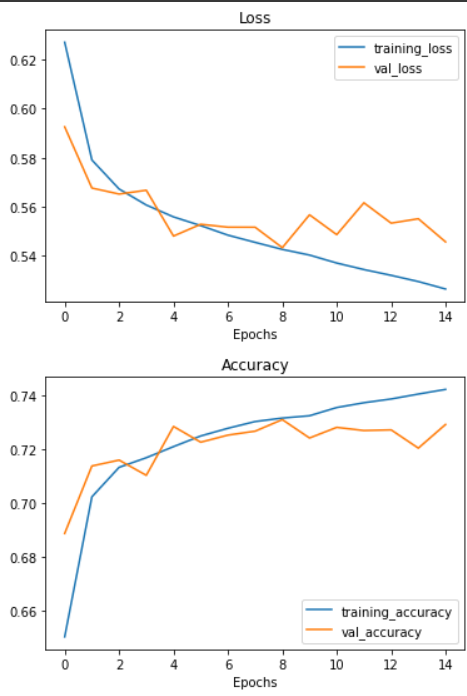 Loss
training_loss
val_loss
0.62
0.60
0.58
0.56
0.54
0 2 4 6 8 10 12 14
Epochs
Accuracy
0.74
0.72
0.70
0.68
0.66
training_accuracy
val_accuracy
0 2 4 6 8 10 12 14
Epochs